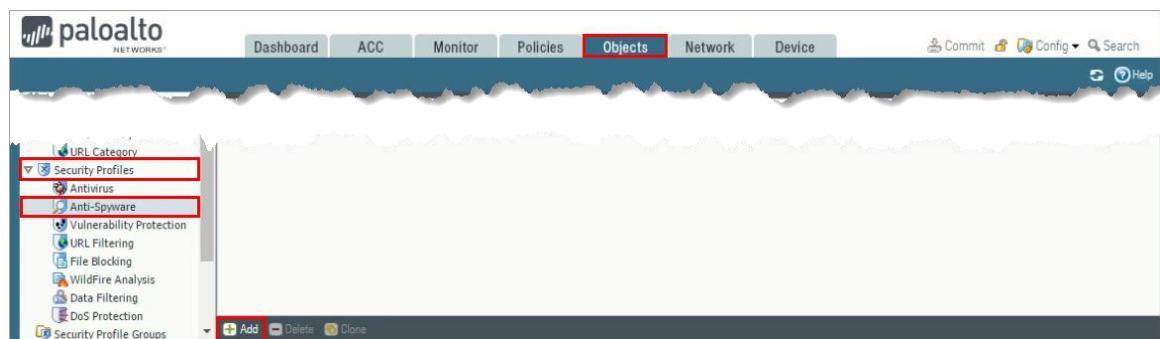 paloalto
NETWORKS
Dashboard ACC Monitor Policies Objects Network Device Commit Config Search
Help
URL Category
Security Profiles
Antivirus
Anti-Spyware
Vulnerability Protection
URL Filtering
File Blocking
WildFire Analysis
Data Filtering
DoS Protection
Security Profile Groups
Add Delete Clone